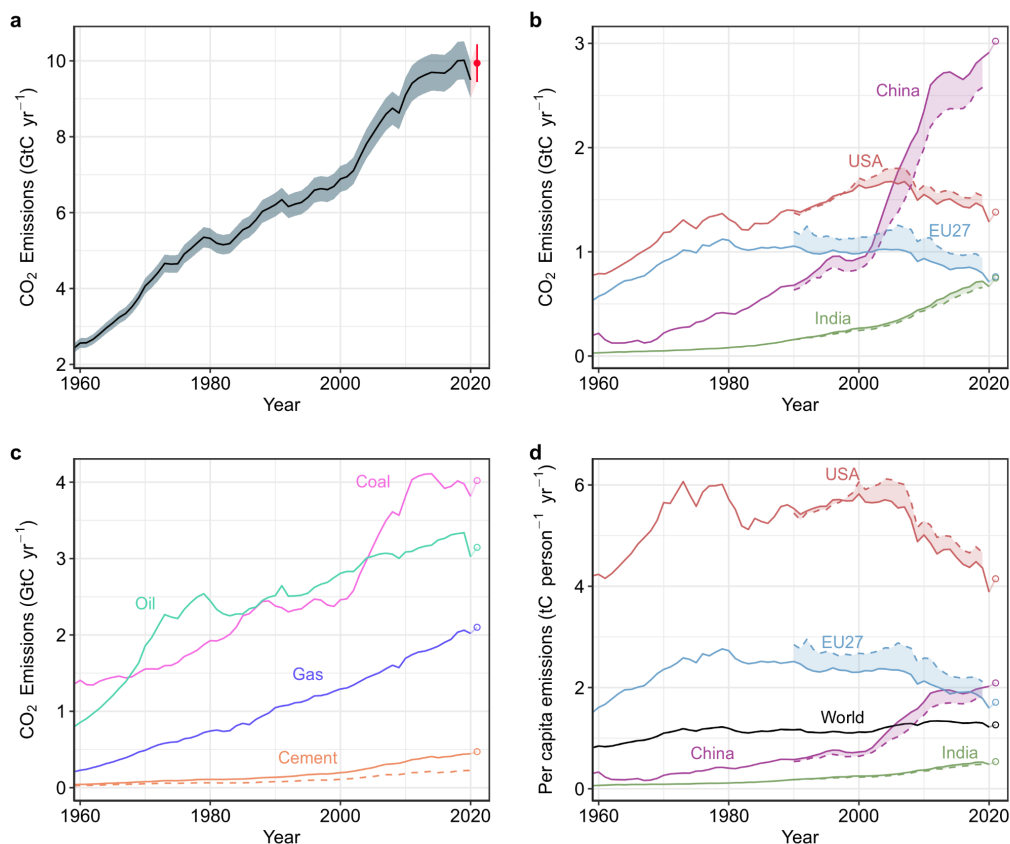 a
CO₂ Emissions (GtC yr⁻¹)
10
8
6
4
2
1960 1980 2000 2020
Year
b
CO₂ Emissions (GtC yr⁻¹)
3
2
1
0
China
USA
EU27
India
1960 1980 2000 2020
Year
c
CO₂ Emissions (GtC yr⁻¹)
4
3
2
1
0
Coal
Oil
Gas
Cement
1960 1980 2000 2020
Year
d
Per capita emissions (tC person⁻¹ yr⁻¹)
6
4
2
0
USA
EU27
World
China
India
1960 1980 2000 2020
Year